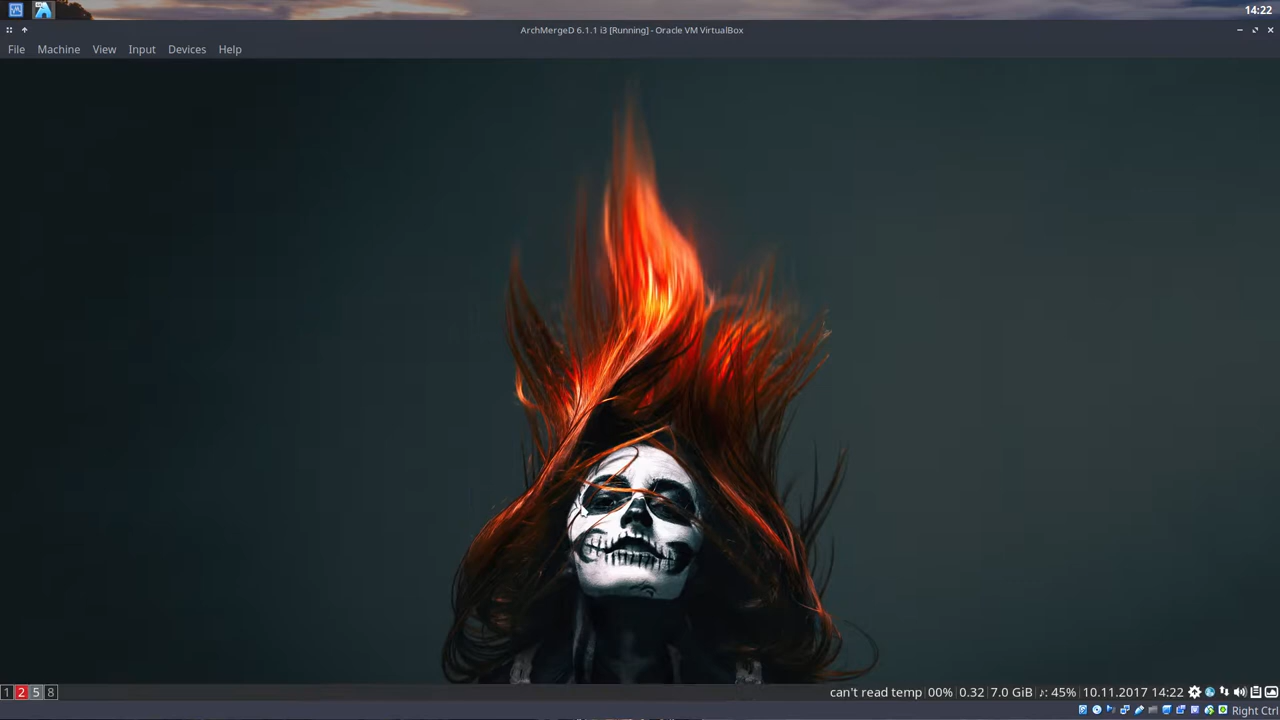 14:22
ArchMergeD 6.1.1 i3 [Running] - Oracle VM VirtualBox
File Machine View Input Devices Help
1 2 5 8 can't read temp 00% 0.32 7.0 GiB ♪: 45% 10.11.2017 14:22
Right Ctrl